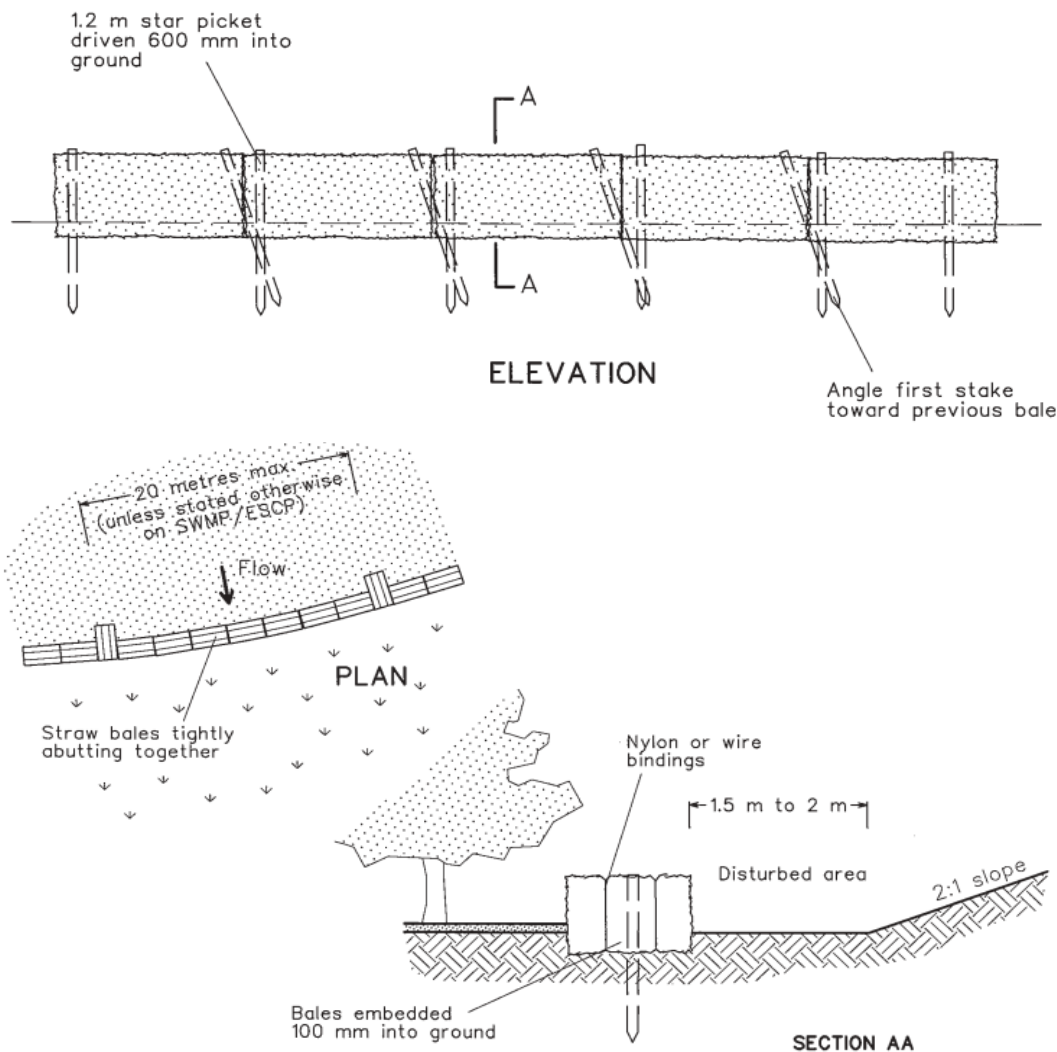 1.2 m star picket
driven 600 mm into
ground
A
A
ELEVATION
Angle first stake
toward previous bale
20 metres max.
(unless stated otherwise
on SWMP/ESCP)
Flow
PLAN
Straw bales tightly
abutting together
Nylon or wire
bindings
1.5 m to 2 m
Disturbed area
2:1 slope
Bales embedded
100 mm into ground
SECTION AA